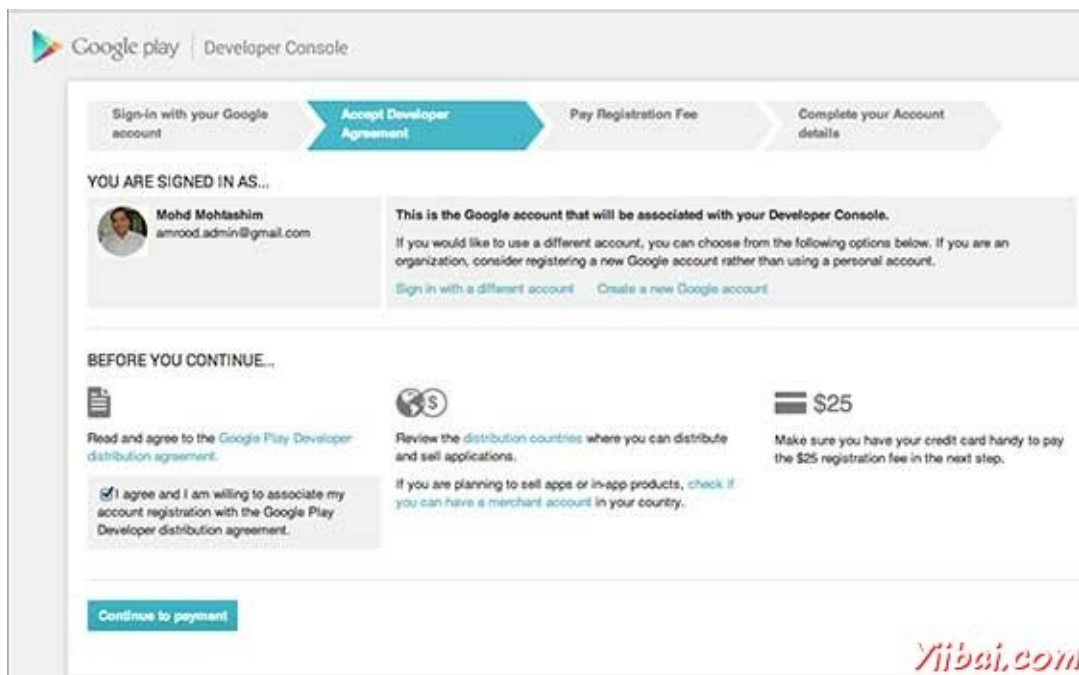 Google play | Developer Console
Sign-in with your Google
account
Accept Developer
Agreement
Pay Registration Fee
Complete your Account
details
YOU ARE SIGNED IN AS...
Mohd Mohtashim
amrood.admin@gmail.com
This is the Google account that will be associated with your Developer Console.
If you would like to use a different account, you can choose from the following options below. If you are an
organization, consider registering a new Google account rather than using a personal account.
Sign in with a different account Create a new Google account
BEFORE YOU CONTINUE...
Read and agree to the Google Play Developer
distribution agreement.
I agree and I am willing to associate my
account registration with the Google Play
Developer distribution agreement.
$
Review the distribution countries where you can distribute
and sell applications.
If you are planning to sell apps or in-app products, check if
you can have a merchant account in your country.
$25
Make sure you have your credit card handy to pay
the $25 registration fee in the next step.
Continue to payment
Yiibai.com